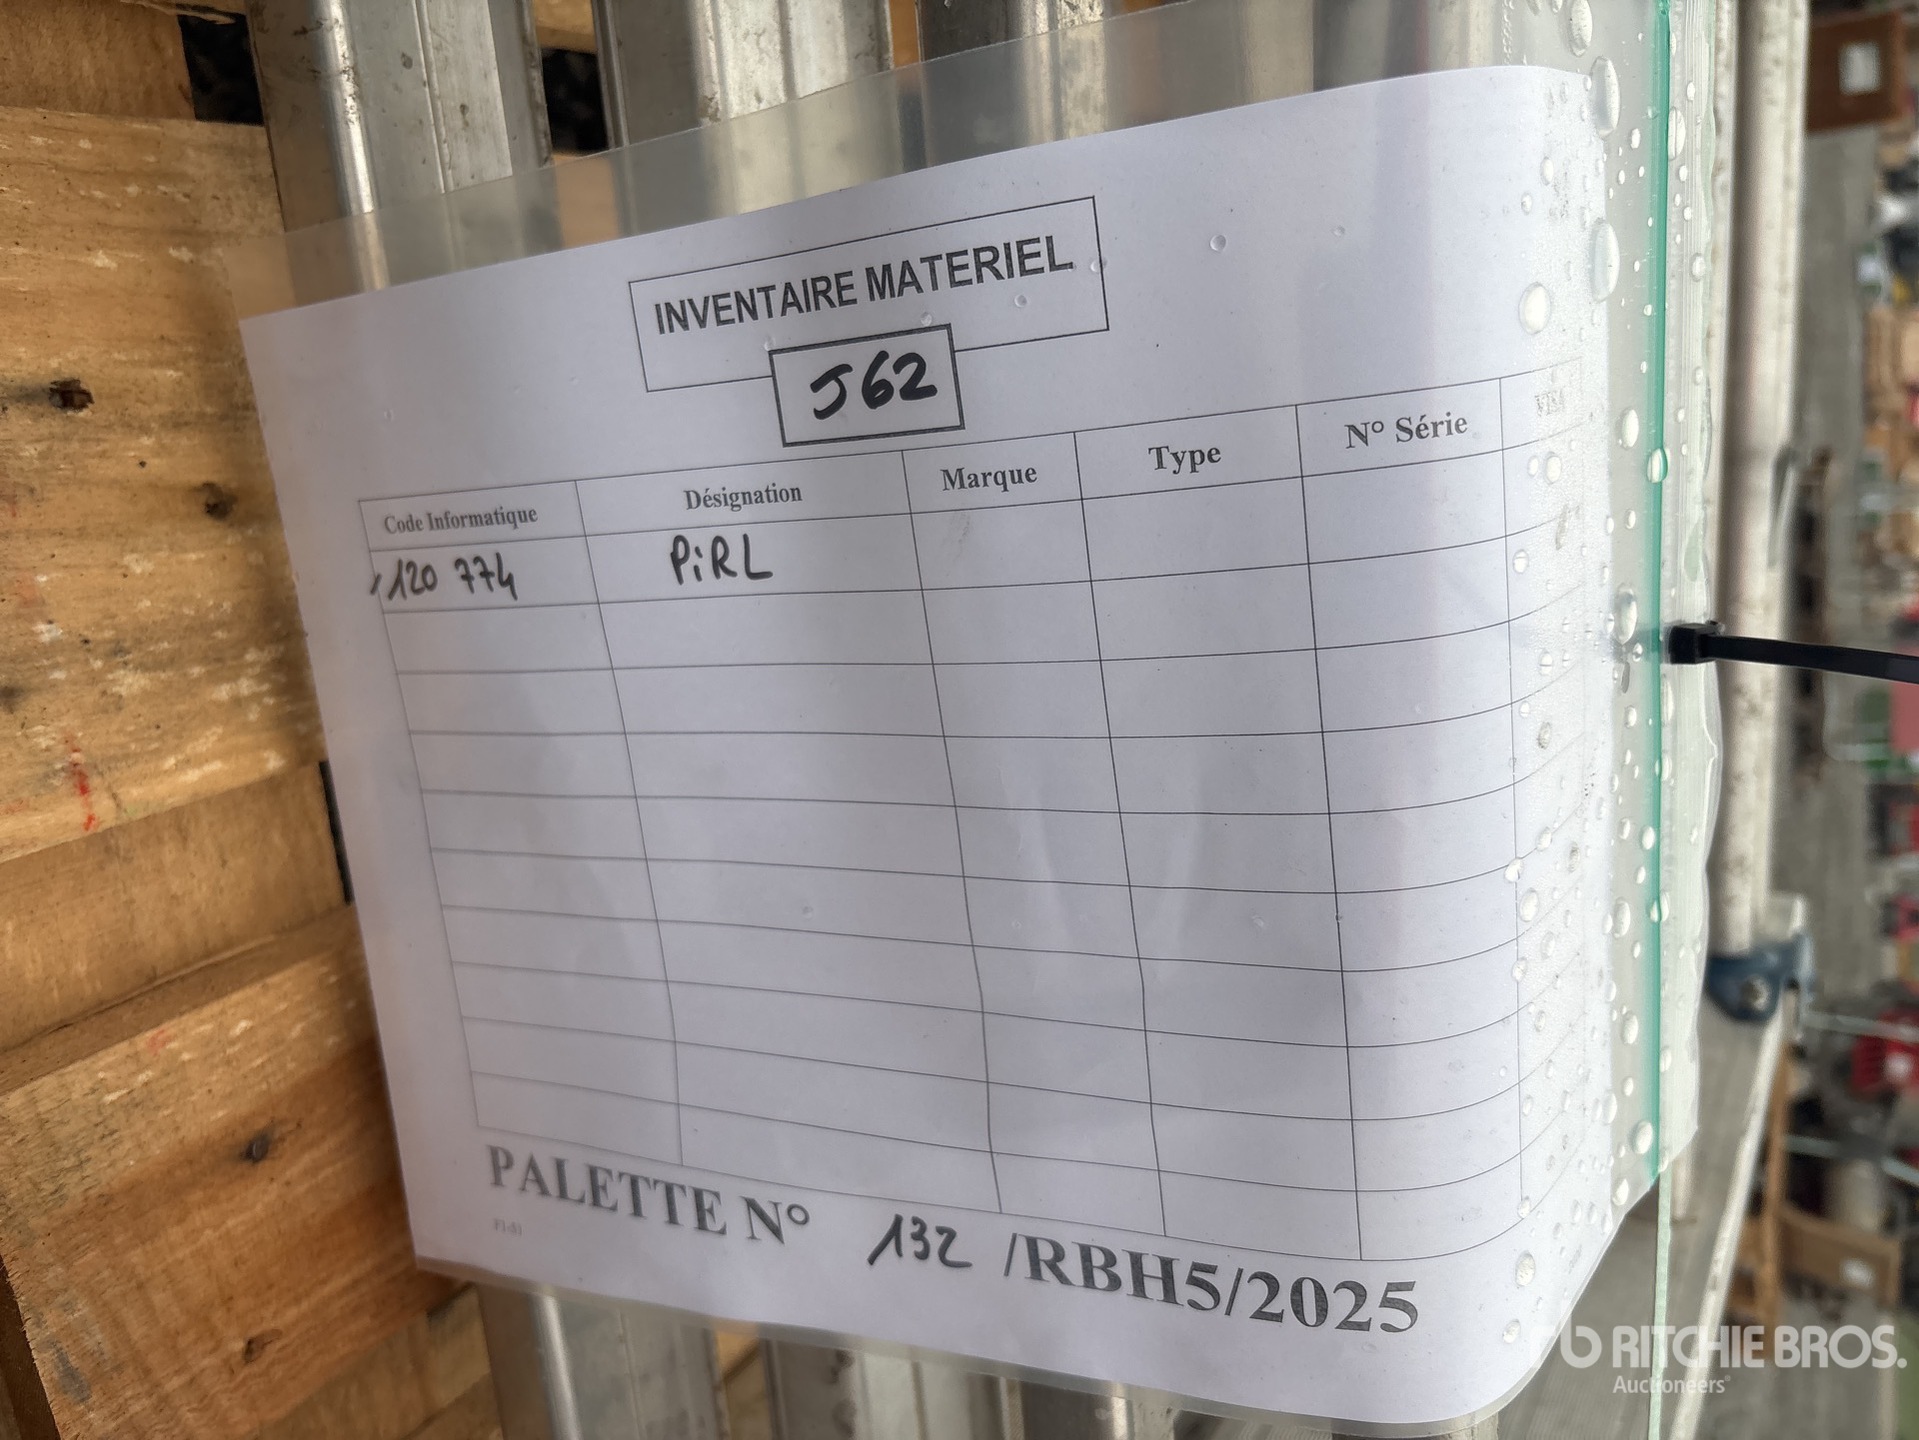 INVENTAIRE MATERIEL
J62
Code Informatique Désignation Marque Type N° Série VISA
120 774 PiRL
PALETTE N° 132 /RBH5/2025
RITCHIE BROS.
Auctioneers